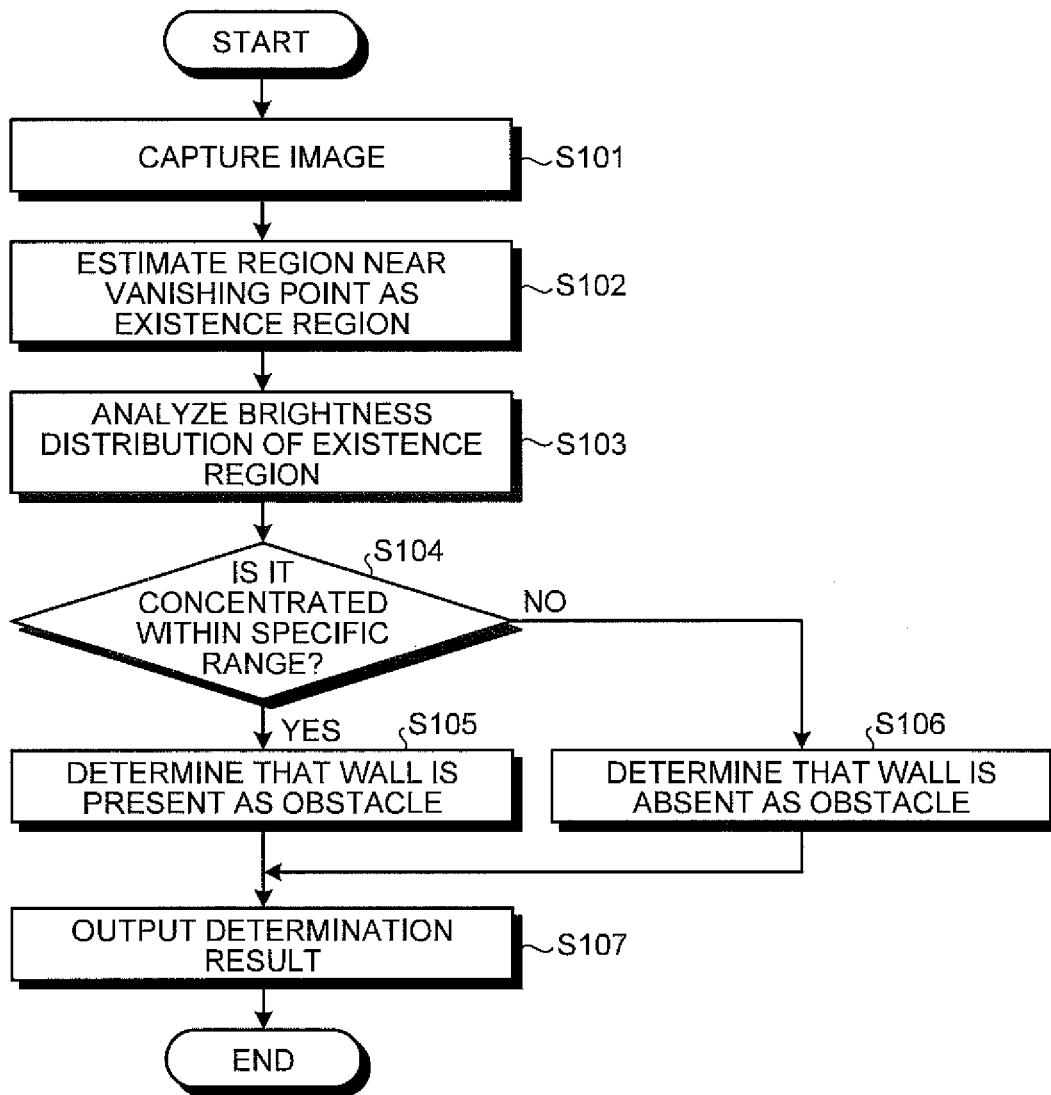 START
CAPTURE IMAGE
S101
ESTIMATE REGION NEAR
VANISHING POINT AS
EXISTENCE REGION
S102
ANALYZE BRIGHTNESS
DISTRIBUTION OF EXISTENCE
REGION
S103
S104
IS IT
CONCENTRATED
WITHIN SPECIFIC
RANGE?
NO
YES
S105
DETERMINE THAT WALL IS
PRESENT AS OBSTACLE
S106
DETERMINE THAT WALL IS
ABSENT AS OBSTACLE
OUTPUT DETERMINATION
RESULT
S107
END